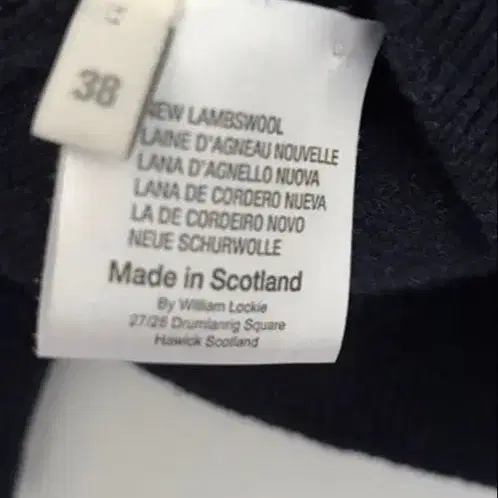 38
NEW LAMBSWOOL
LAINE D'AGNEAU NOUVELLE
LANA D'AGNELLO NUOVA
LANA DE CORDERO NUEVA
LA DE CORDEIRO NOVO
NEUE SCHURWOLLE
Made in Scotland
By William Lockie
27/28 Drumlanrig Square
Hawick Scotland